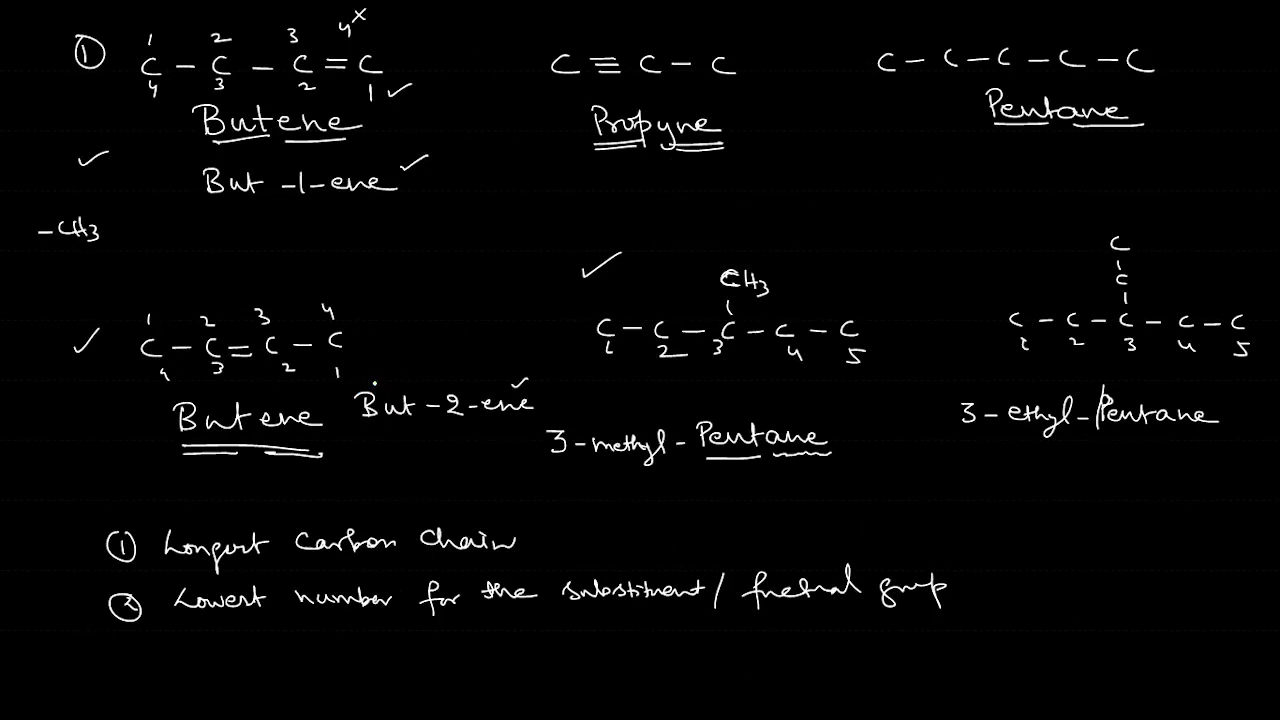 ①
1 2 3 4 x
C - C - C = C C ≡ C - C C - C - C - C - C
4 3 2 1 ✓
Butene Propyne Pentane
✓ But -1- ene ✓
-CH3
C
✓ CH3 C
1 2 3 4
✓ C - C = C - C C - C - C - C - C C - C - C - C - C
4 3 2 1 1 2 3 4 5 1 2 3 4 5
Butene But -2- ene ✓ 3-ethyl-Pentane
3-methyl-Pentane
① Longest carbon chain
② Lowest number for the substituent /